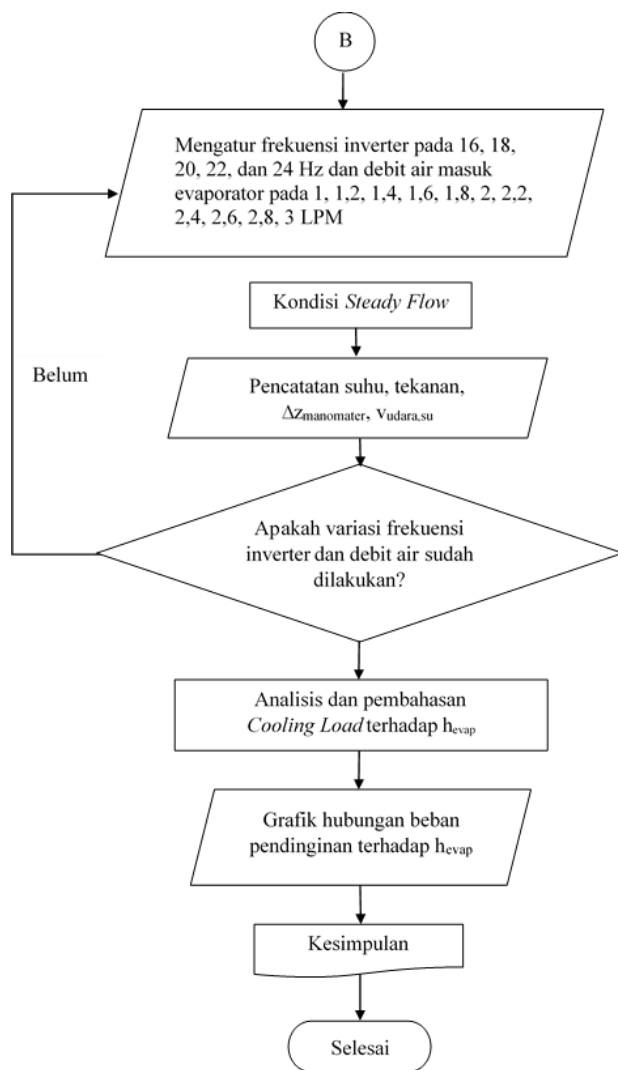 B
Mengatur frekuensi inverter pada 16, 18,
20, 22, dan 24 Hz dan debit air masuk
evaporator pada 1, 1,2, 1,4, 1,6, 1,8, 2, 2,2,
2,4, 2,6, 2,8, 3 LPM
Kondisi Steady Flow
Belum
Pencatatan suhu, tekanan,
Δzmanomater, vudara,su
Apakah variasi frekuensi
inverter dan debit air sudah
dilakukan?
Analisis dan pembahasan
Cooling Load terhadap hevap
Grafik hubungan beban
pendinginan terhadap hevap
Kesimpulan
Selesai